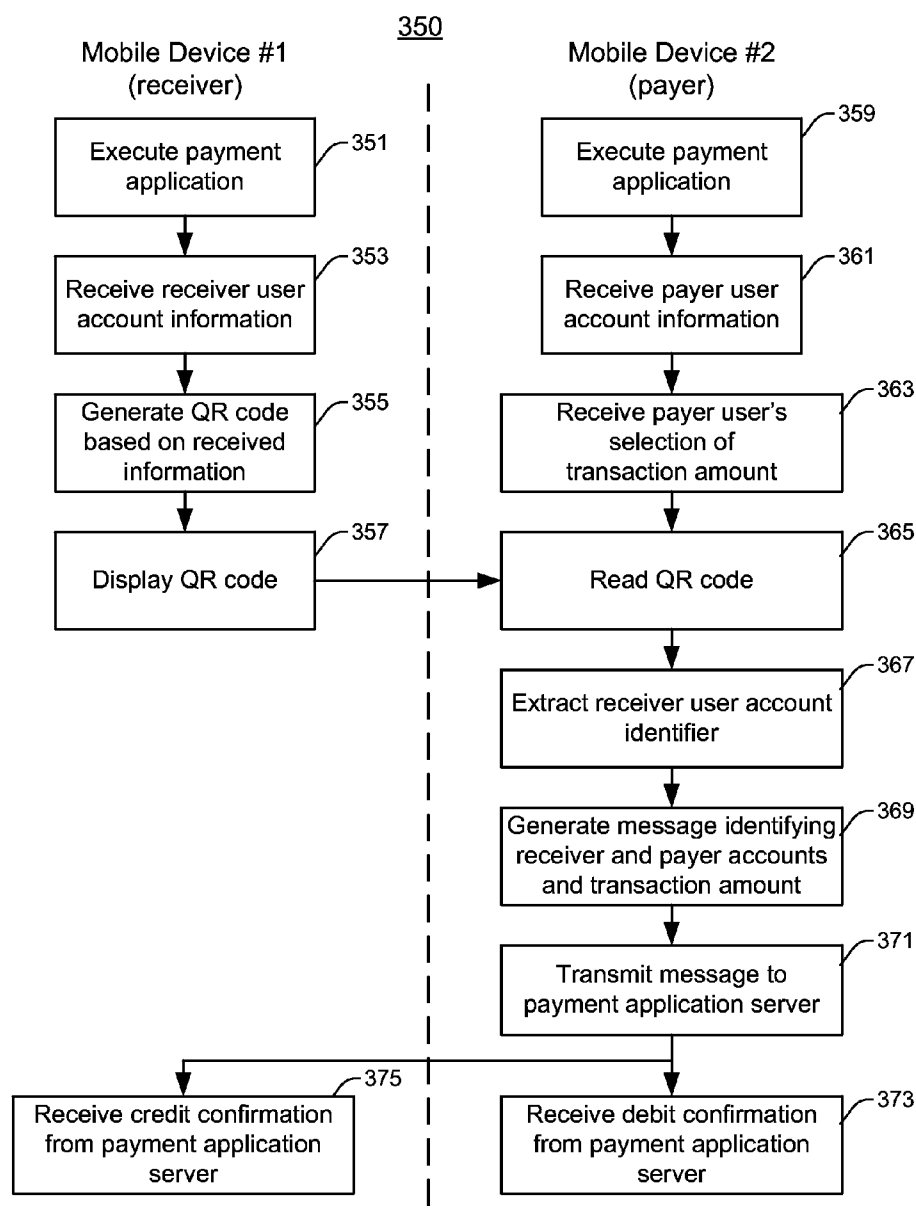 350
Mobile Device #1
(receiver)
Mobile Device #2
(payer)
351
Execute payment
application
353
Receive receiver user
account information
355
Generate QR code
based on received
information
357
Display QR code
359
Execute payment
application
361
Receive payer user
account information
363
Receive payer user's
selection of
transaction amount
365
Read QR code
367
Extract receiver user account
identifier
369
Generate message identifying
receiver and payer accounts
and transaction amount
371
Transmit message to
payment application server
375
Receive credit confirmation
from payment application
server
373
Receive debit confirmation
from payment application
server